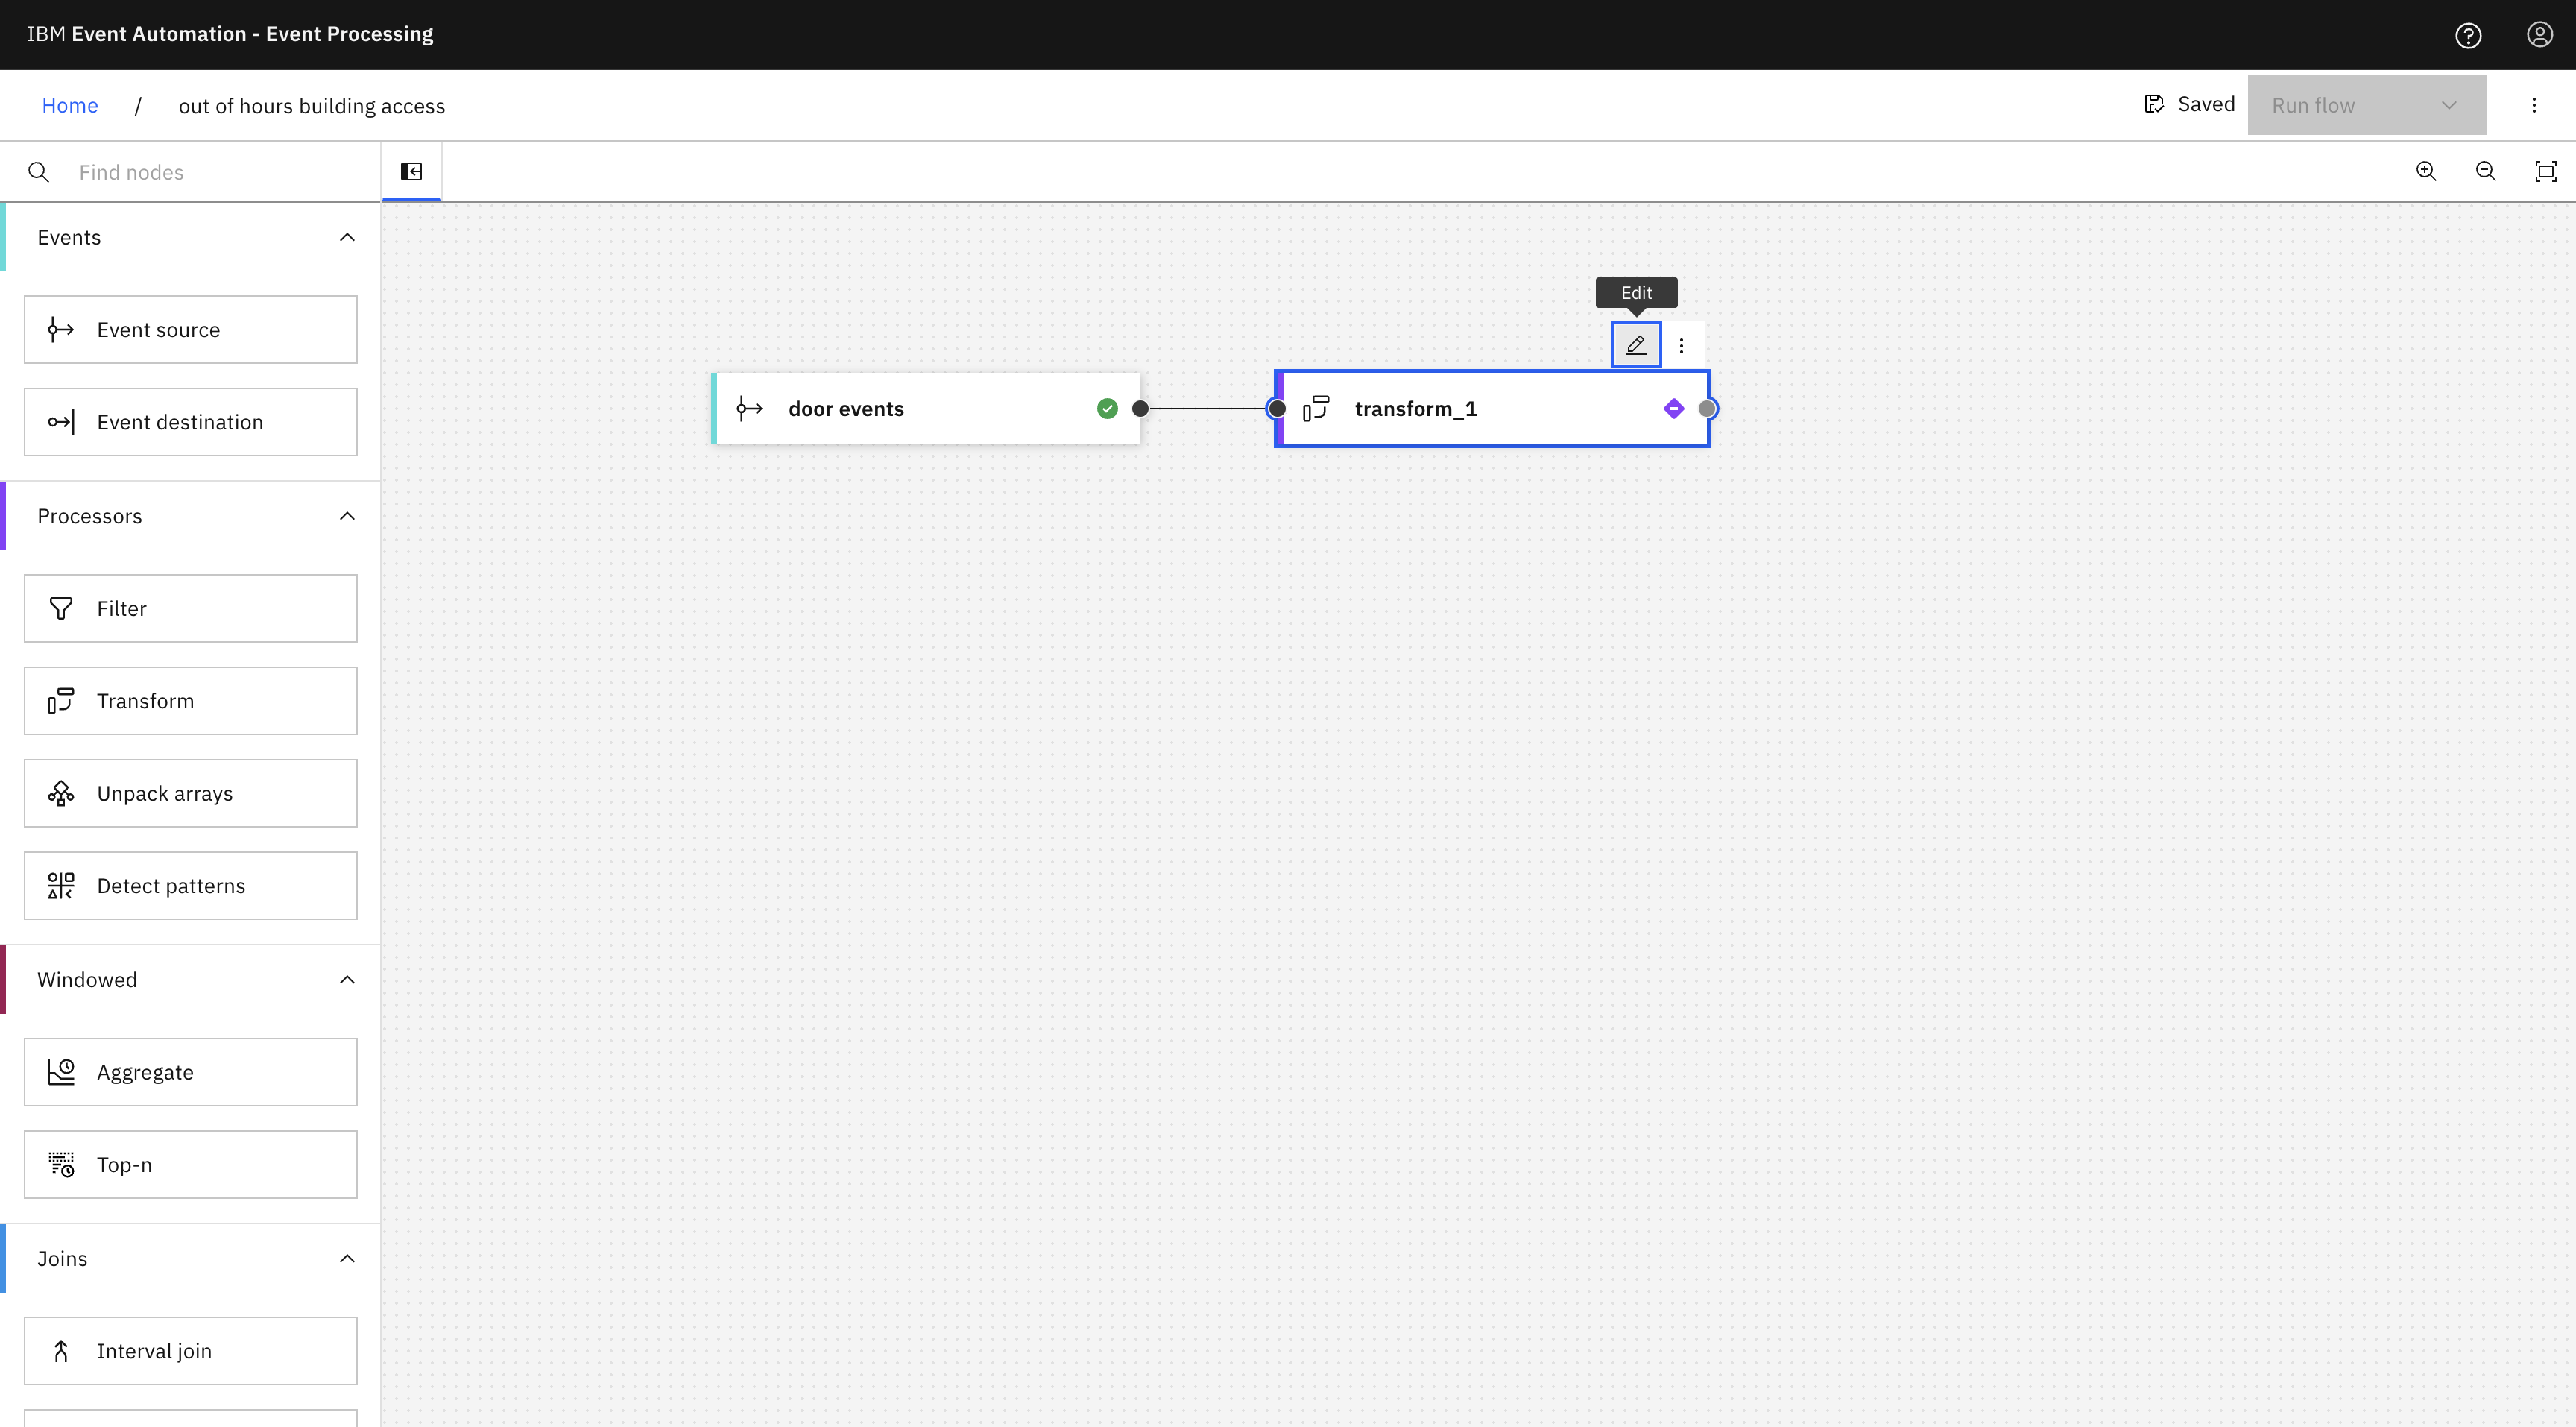 IBM Event Automation - Event Processing
Home / out of hours building access
Saved
Run flow
Find nodes
Events
Event source
Event destination
Processors
Filter
Transform
Unpack arrays
Detect patterns
Windowed
Aggregate
Top-n
Joins
Interval join
Edit
door events
transform_1